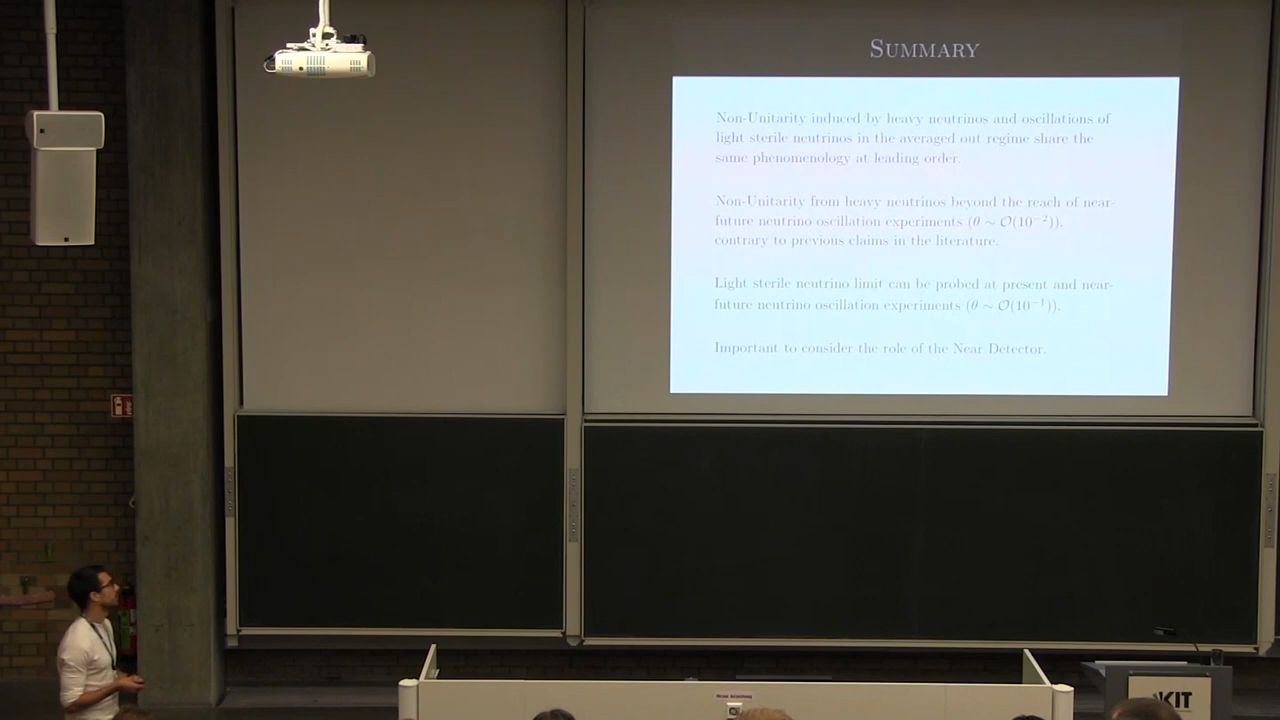 Summary
Non-Unitarity induced by heavy neutrinos and oscillations of
light sterile neutrinos in the averaged out regime share the
same phenomenology at leading order.
Non-Unitarity from heavy neutrinos beyond the reach of near-
future neutrino oscillation experiments (θ ∼ O(10⁻²)),
contrary to previous claims in the literature.
Light sterile neutrino limit can be probed at present and near-
future neutrino oscillation experiments (θ ∼ O(10⁻¹)).
Important to consider the role of the Near Detector.
KIT